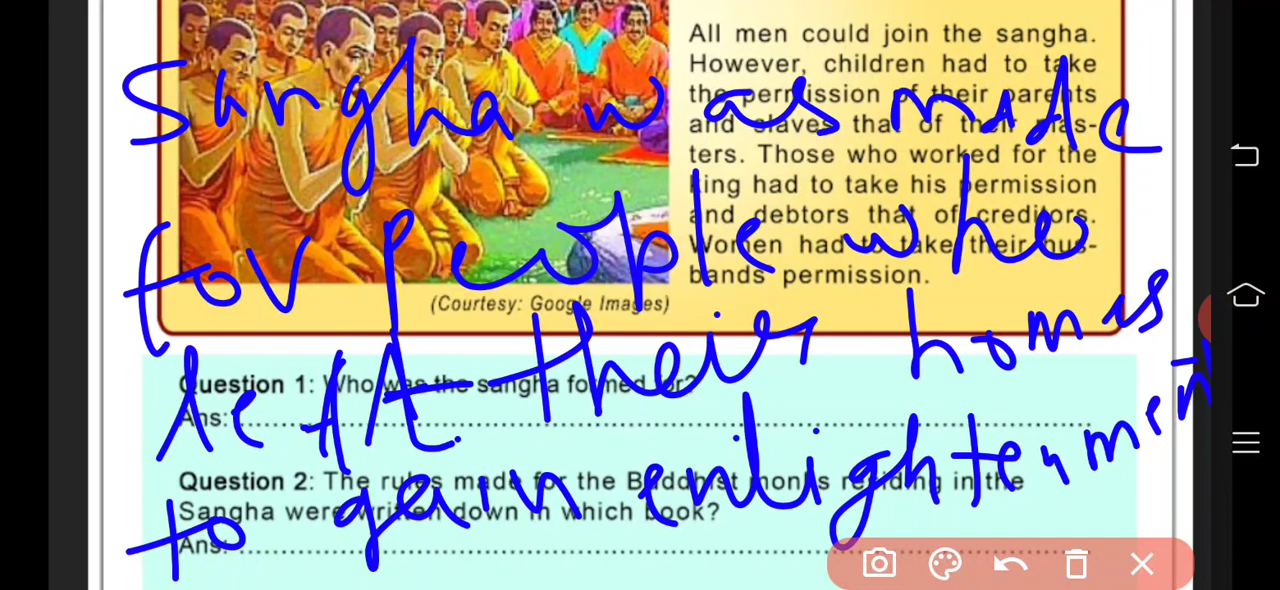 All men could join the sangha.
However, children had to take
the permission of their parents
and slaves that of their mas-
ters. Those who worked for the
king had to take his permission
and debtors that of creditors.
Women had to take their hus-
bands permission.
(Courtesy: Google Images)
Question 1: Who was the sangha formed for?
Ans:
Question 2: The rules made for the Buddhist monks residing in the
Sangha were written down in which book?
Ans:
Sangha was made
for people who
left their homes
to gain enlightenment